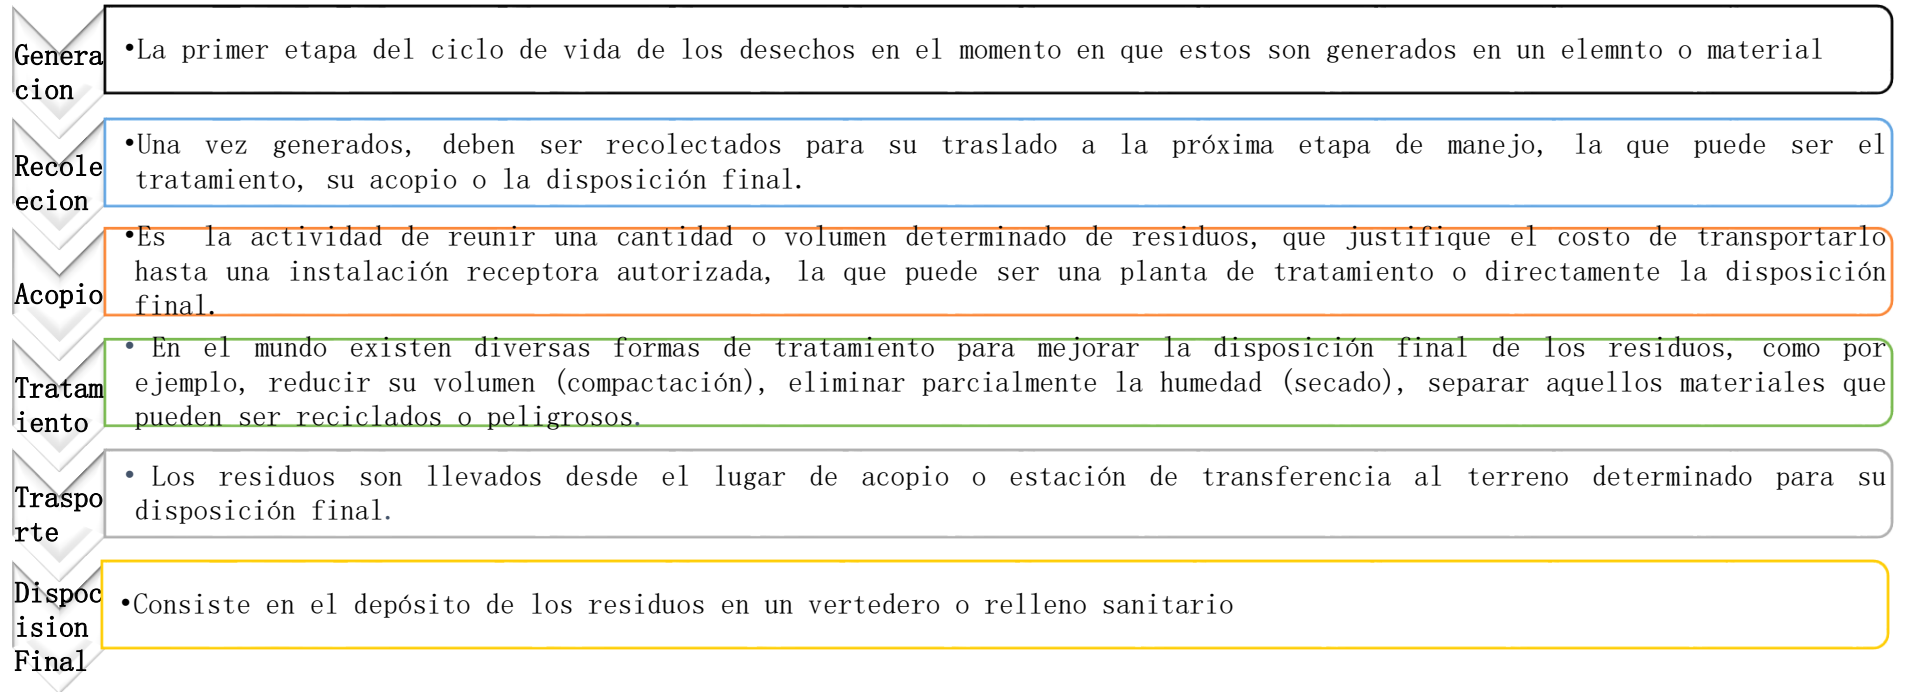 Genera
cion
•La primer etapa del ciclo de vida de los desechos en el momento en que estos son generados en un elemnto o material
Recole
ecion
•Una vez generados, deben ser recolectados para su traslado a la próxima etapa de manejo, la que puede ser el
tratamiento, su acopio o la disposición final.
Acopio
•Es la actividad de reunir una cantidad o volumen determinado de residuos, que justifique el costo de transportarlo
hasta una instalación receptora autorizada, la que puede ser una planta de tratamiento o directamente la disposición
final.
Tratam
iento
• En el mundo existen diversas formas de tratamiento para mejorar la disposición final de los residuos, como por
ejemplo, reducir su volumen (compactación), eliminar parcialmente la humedad (secado), separar aquellos materiales que
pueden ser reciclados o peligrosos.
Traspo
rte
• Los residuos son llevados desde el lugar de acopio o estación de transferencia al terreno determinado para su
disposición final.
Dispoc
ision
Final
•Consiste en el depósito de los residuos en un vertedero o relleno sanitario